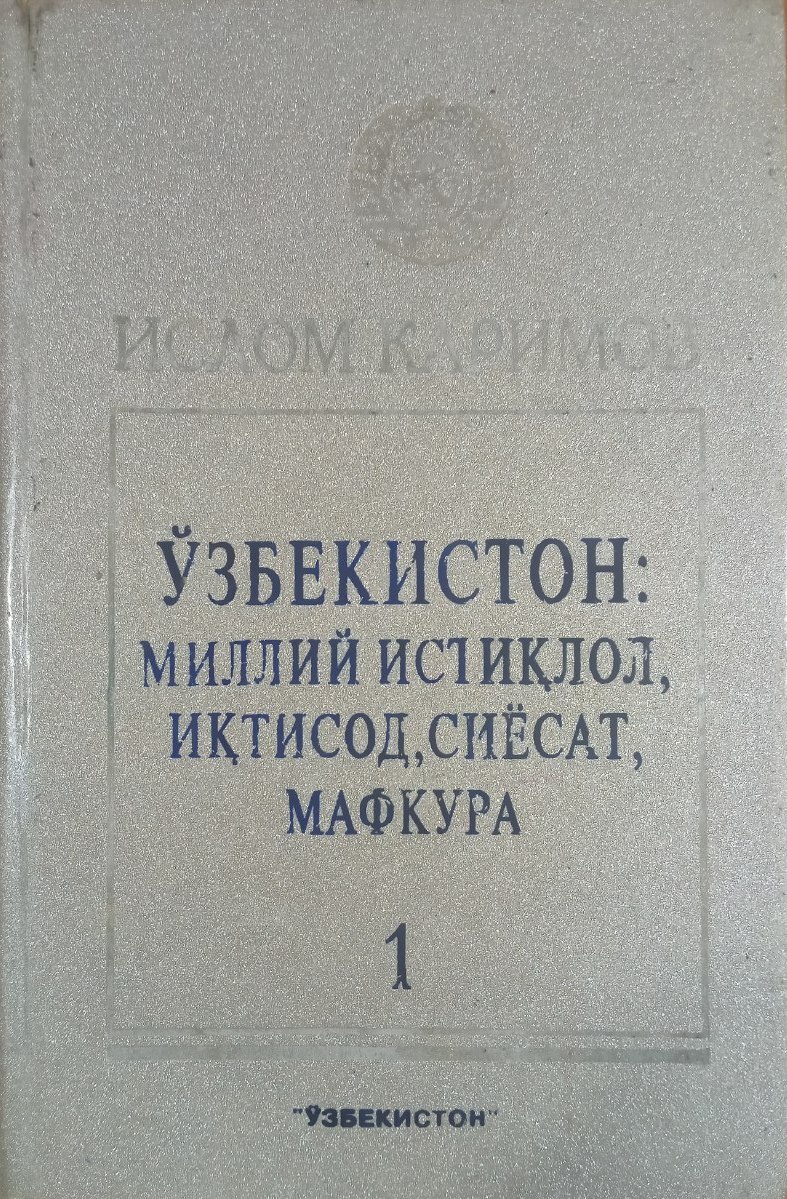 ИСЛОМ КАРИМОВ
ЎЗБЕКИСТОН:
МИЛЛИЙ ИСТИҚЛОЛ,
ИҚТИСОД, СИЁСАТ,
МАФКУРА
1
"ЎЗБЕКИСТОН"